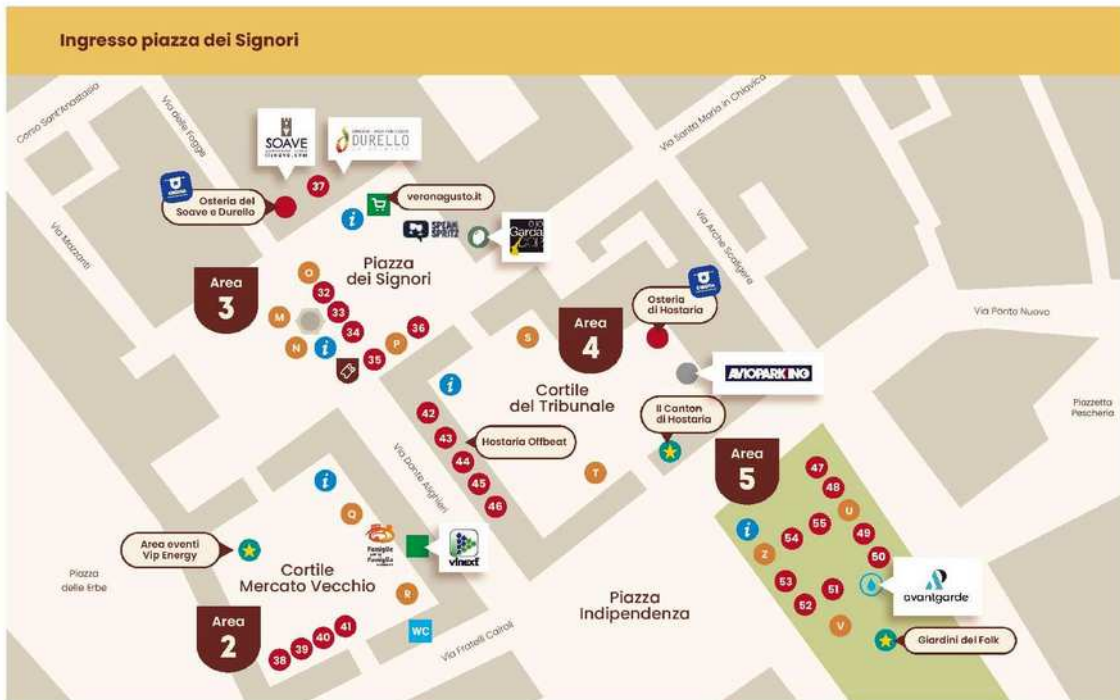 Ingresso piazza dei Signori
Corso Sant'Anastasia
Via delle Fogge
Via Mazzanti
SOAVE
DURELLO
37
Osteria del
Soave e Durello
i
veronagusto.it
SPEAK
SPRITZ
Garda
Via Santa Maria in Chiavica
Via Arche Scaligere
Via Ponto Nuovo
Piazzetta
Pescheria
Area
3
Piazza
dei Signori
O
32
33
34
M
N
i
35
P
36
Area
4
S
Osteria
di Hostaria
AVIOPARKING
Cortile
del Tribunale
Il Canton
di Hostaria
i
42
43
44
45
46
Hostaria Offbeat
T
Via Dante Alighieri
Area
5
47
48
U
49
50
i
Z
54
55
53
52
51
V
avantgarde
Giardini del Folk
Piazza
Indipendenza
i
Q
Area eventi
Vip Energy
Famiglie
Famiglia
vinext
Piazza
delle Erbe
Cortile
Mercato Vecchio
R
WC
Via Fratelli Cairoli
Area
2
38
39
40
41